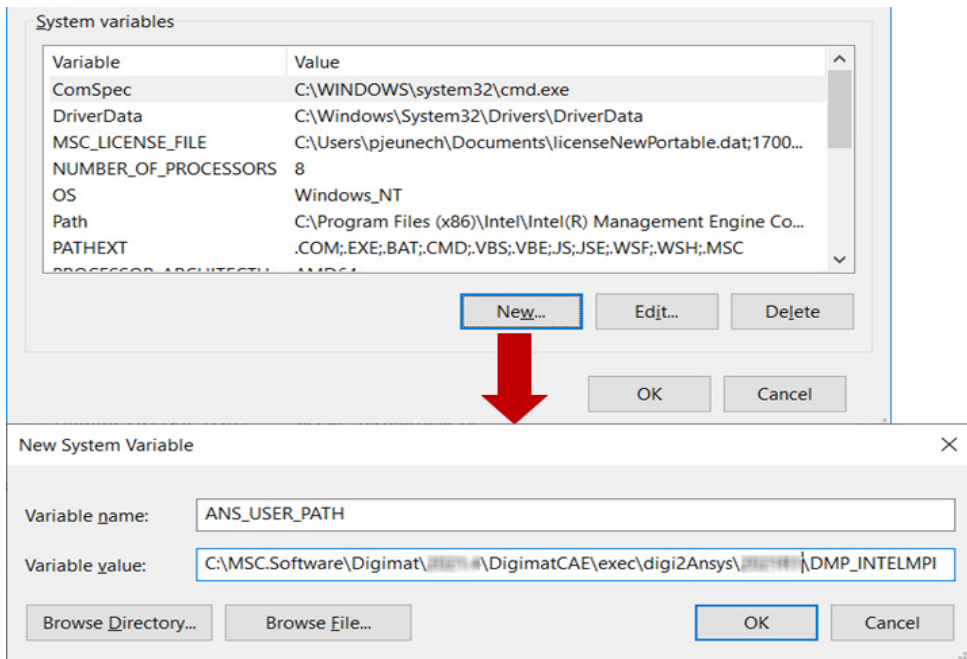 System variables
Variable Value
ComSpec C:\WINDOWS\system32\cmd.exe
DriverData C:\Windows\System32\Drivers\DriverData
MSC_LICENSE_FILE C:\Users\pjeunech\Documents\licenseNewPortable.dat;1700...
NUMBER_OF_PROCESSORS 8
OS Windows_NT
Path C:\Program Files (x86)\Intel\Intel(R) Management Engine Co...
PATHEXT .COM;.EXE;.BAT;.CMD;.VBS;.VBE;.JS;.JSE;.WSF;.WSH;.MSC
New... Edit... Delete
OK Cancel
New System Variable
Variable name: ANS_USER_PATH
Variable value: C:\MSC.Software\Digimat\ \DigimatCAE\exec\digi2Ansys\ \DMP_INTELMPI
Browse Directory... Browse File... OK Cancel